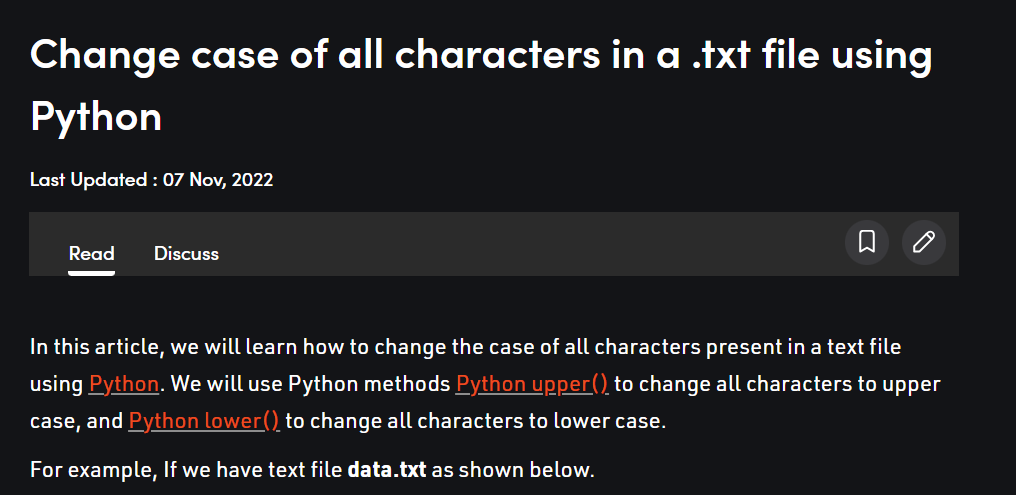 Change case of all characters in a .txt file using
Python
Last Updated : 07 Nov, 2022
Read Discuss
In this article, we will learn how to change the case of all characters present in a text file
using Python. We will use Python methods Python upper() to change all characters to upper
case, and Python lower() to change all characters to lower case.
For example, If we have text file data.txt as shown below.